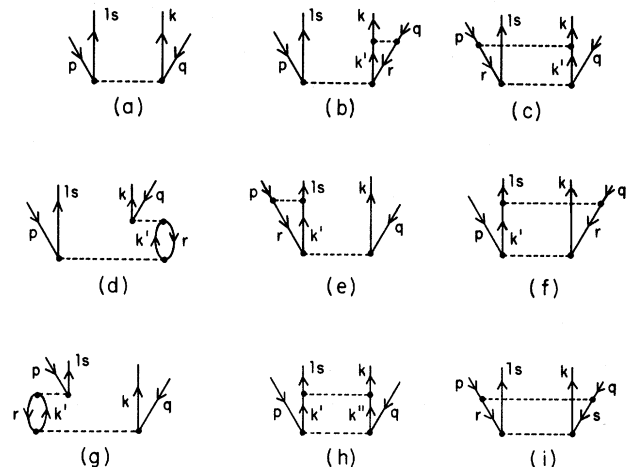 1s k
p q
(a)
1s k q
p k' r
(b)
p 1s k q
r k'
(c)
1s k q
p k' r
(d)
p 1s k
r k' q
(e)
1s k q
p k' r
(f)
p 1s
r k' k q
(g)
1s k
p k' k'' q
(h)
p 1s k q
r s
(i)